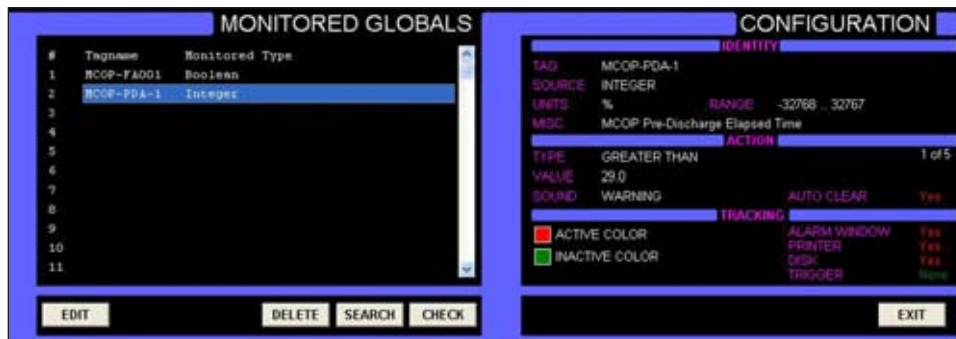 MONITORED GLOBALS
# Tagname Monitored Type
1 MCOP-FA001 Boolean
2 MCOP-PDA-1 Integer
3
4
5
6
7
8
9
10
11
EDIT DELETE SEARCH CHECK
CONFIGURATION
IDENTITY
TAG MCOP-PDA-1
SOURCE INTEGER
UNITS % RANGE -32768 .. 32767
MISC MCOP Pre-Discharge Elapsed Time
ACTION
TYPE GREATER THAN 1 of 5
VALUE 29.0
SOUND WARNING AUTO CLEAR Yes
TRACKING
ACTIVE COLOR ALARM WINDOW Yes
PRINTER Yes
INACTIVE COLOR DISK Yes
TRIGGER None
EXIT